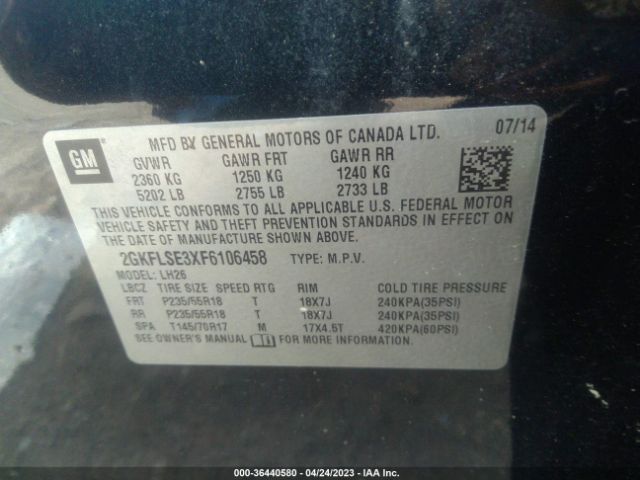 GM
MFD BY GENERAL MOTORS OF CANADA LTD. 07/14
GVWR GAWR FRT GAWR RR
2360 KG 1250 KG 1240 KG
5202 LB 2755 LB 2733 LB
THIS VEHICLE CONFORMS TO ALL APPLICABLE U.S. FEDERAL MOTOR
VEHICLE SAFETY AND THEFT PREVENTION STANDARDS IN EFFECT ON
THE DATE OF MANUFACTURE SHOWN ABOVE.
2GKFLSE3XF6106458 TYPE: M.P.V.
MODEL: LH26
LBCZ TIRE SIZE SPEED RTG RIM COLD TIRE PRESSURE
FRT P235/55R18 T 18X7J 240KPA(35PSI)
RR P235/55R18 T 18X7J 240KPA(35PSI)
SPA T145/70R17 M 17X4.5T 420KPA(60PSI)
SEE OWNER'S MANUAL FOR MORE INFORMATION.
000-36440580 - 04/24/2023 - IAA Inc.